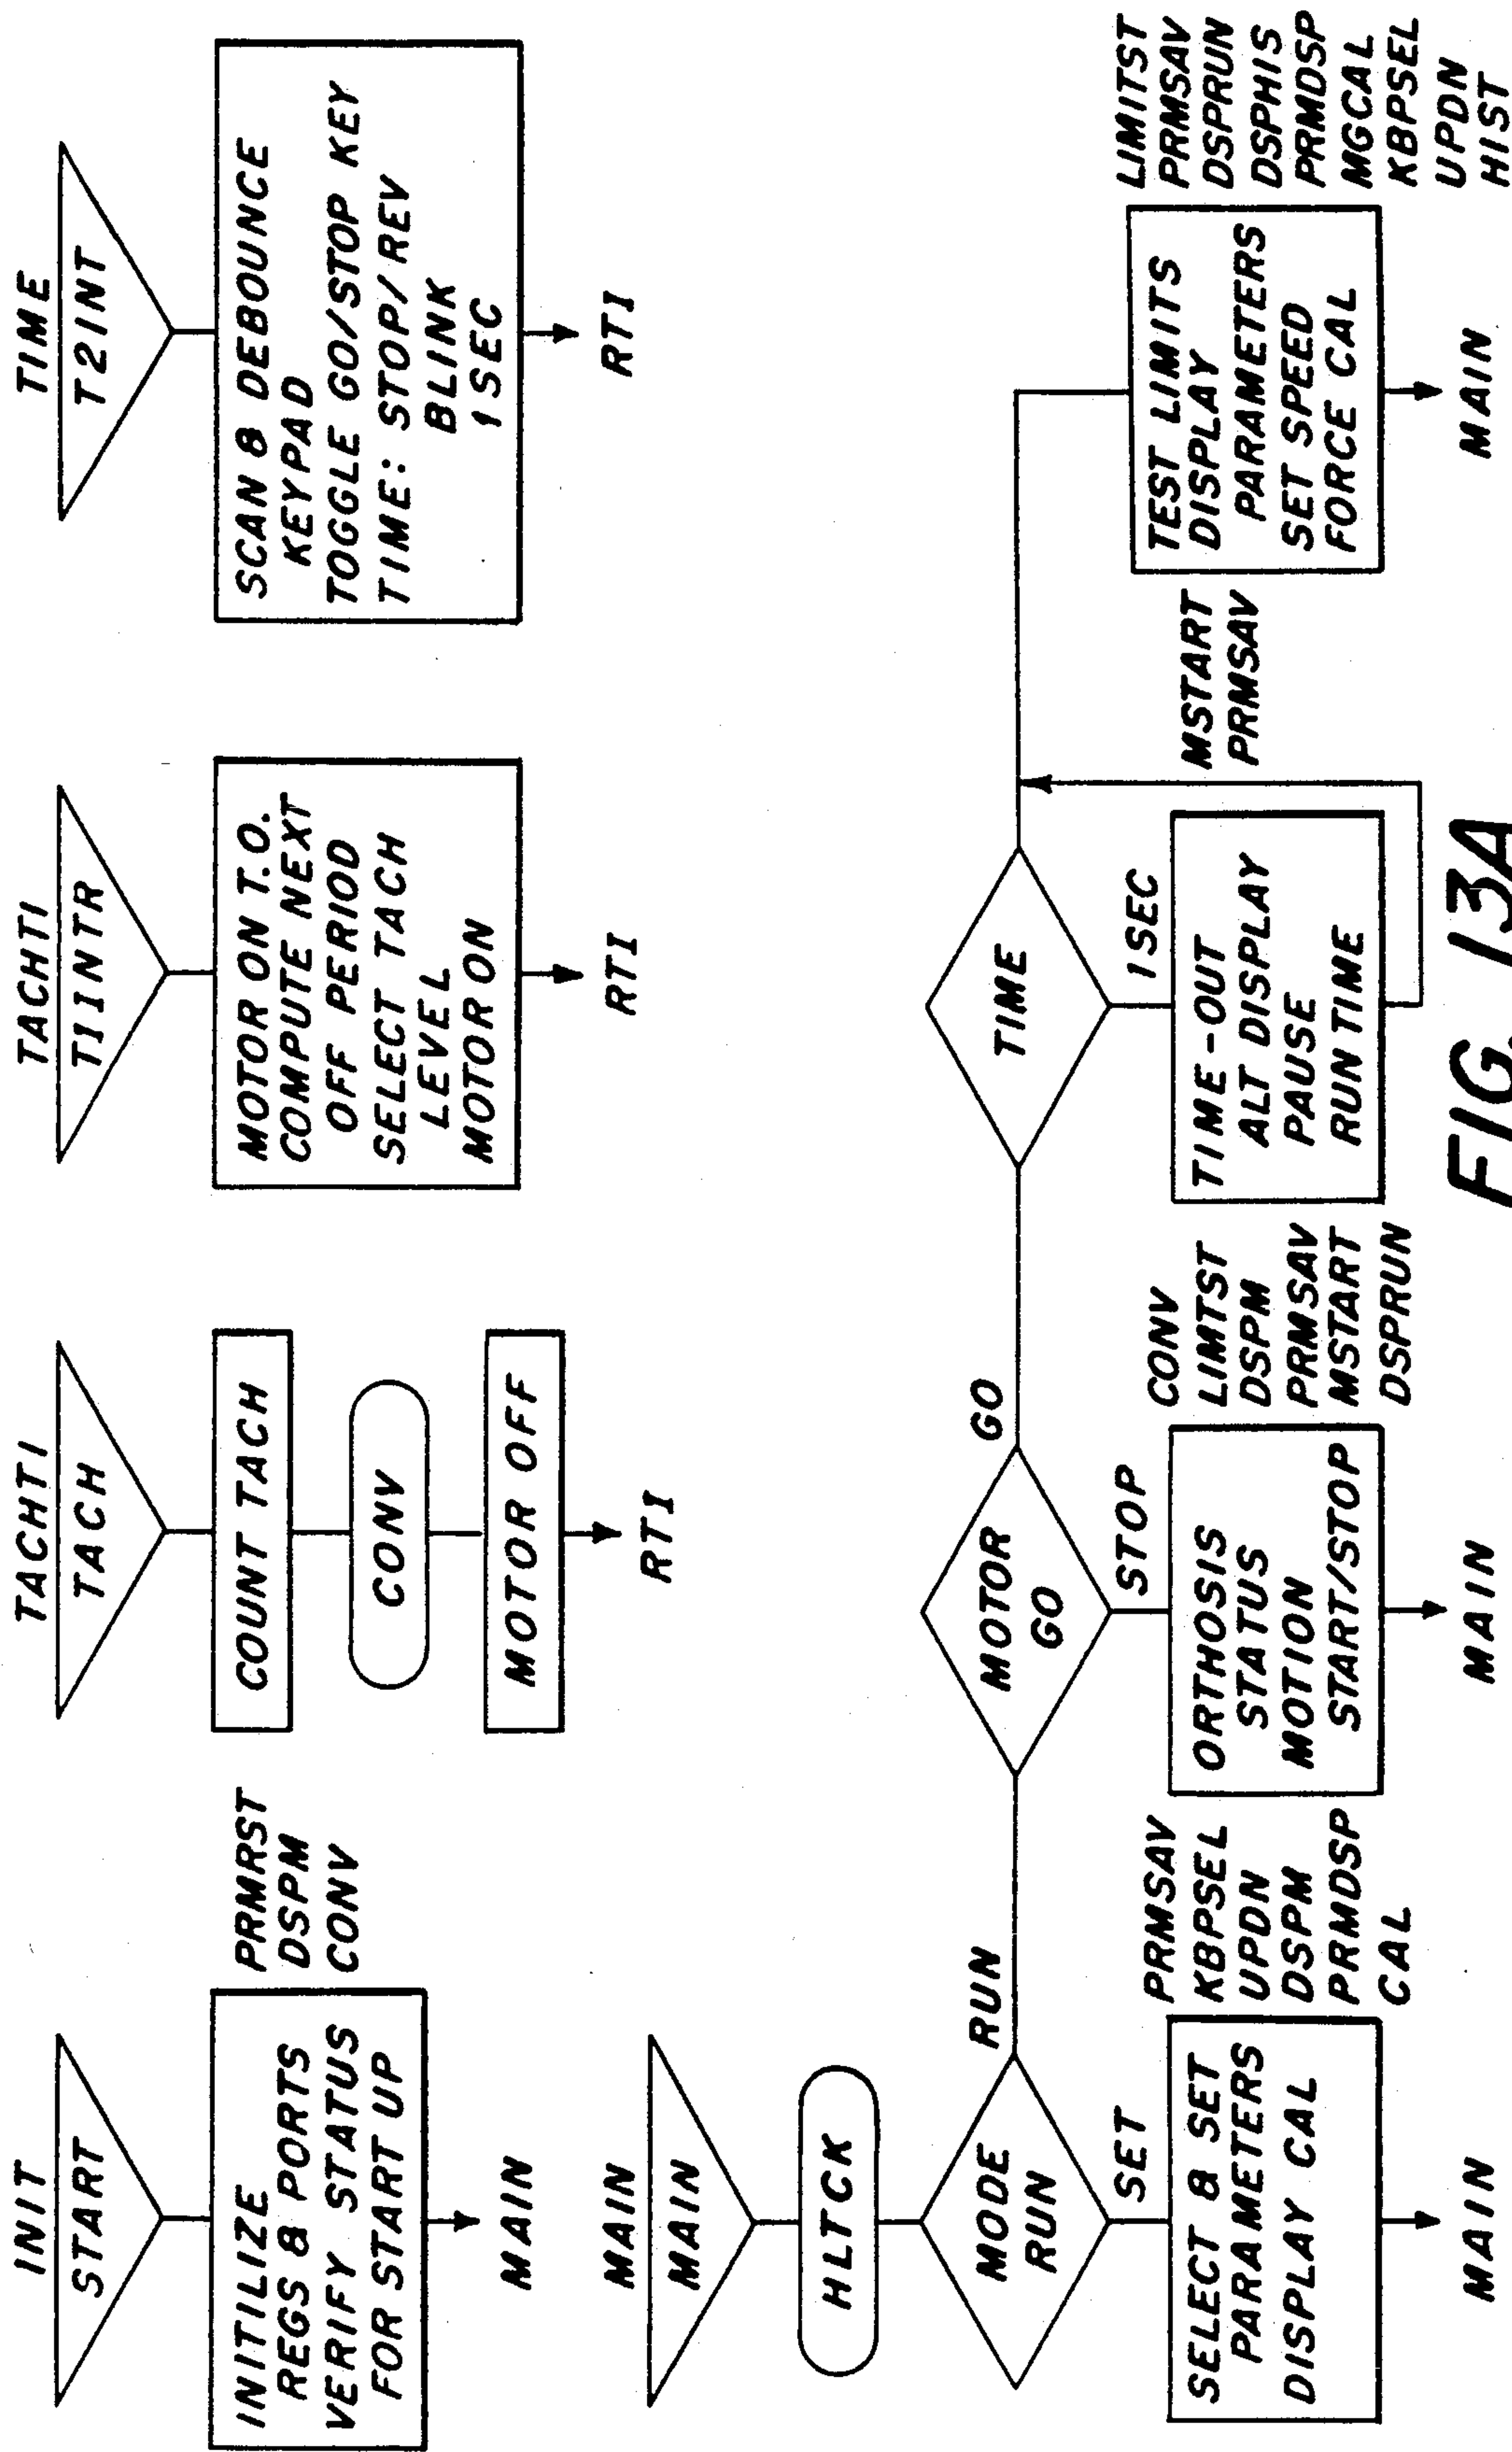 INIT
START
INITILIZE
REGS & PORTS
VERIFY STATUS
FOR START UP
PRMRST
DSPM
CONV
MAIN
TACHTI
TACH
COUNT TACH
CONV
MOTOR OFF
RTI
TACHTI
TIINTR
MOTOR ON T.O.
COMPUTE NEXT
OFF PERIOD
SELECT TACH
LEVEL
MOTOR ON
RTI
TIME
T2INT
SCAN & DEBOUNCE
KEYPAD
TOGGLE GO/STOP KEY
TIME: STOP/REV
BLINK
1SEC
RTI
MAIN
MAIN
HLTCK
MODE
RUN
RUN
SET
SELECT & SET
PARAMETERS
DISPLAY CAL
PRMSAV
KBPSEL
UPDN
DSPM
PRMDSP
CAL
MAIN
MOTOR
GO
GO
STOP
ORTHOSIS
STATUS
MOTION
START/STOP
CONV
LIMTST
DSPM
PRMSAV
MSTART
DSPRUN
MAIN
TIME
1SEC
TIME-OUT
ALT DISPLAY
PAUSE
RUN TIME
MSTART
PRMSAV
TEST LIMITS
DISPLAY
PARAMETERS
SET SPEED
FORCE CAL
LIMITST
PRMSAV
DSPRUN
DSPHIS
PRMDSP
MGCAL
KBPSEL
UPDN
HIST
MAIN
FIG. 13A